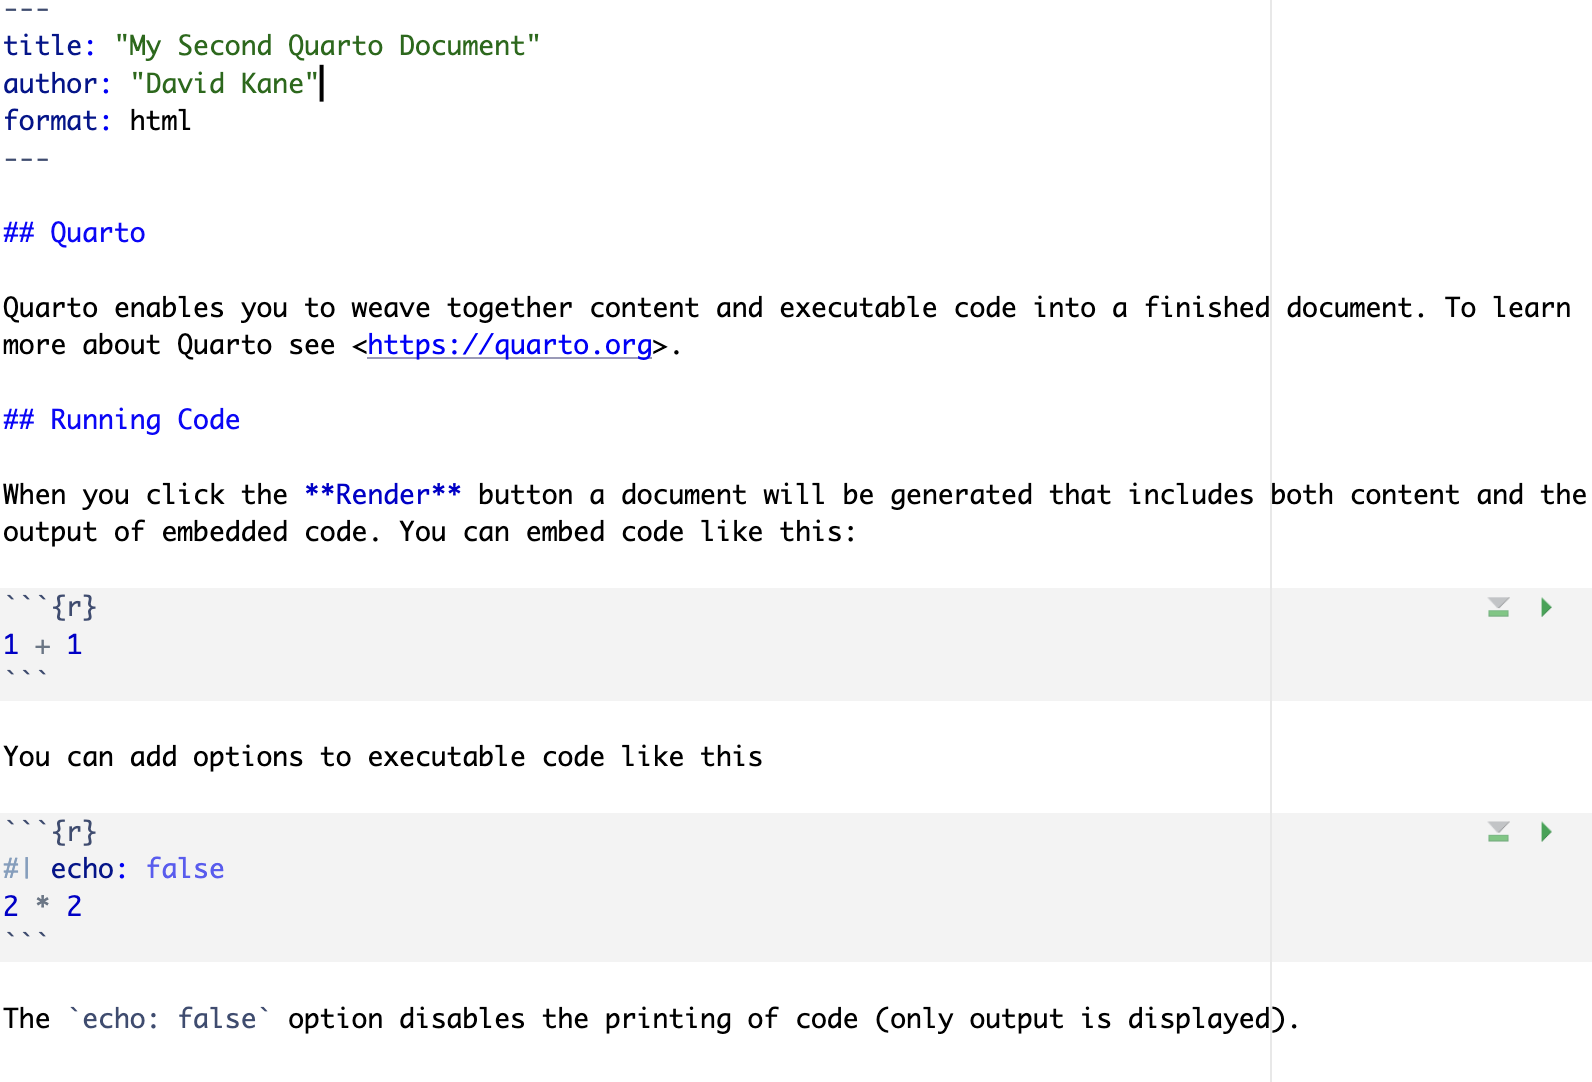 ---
title: "My Second Quarto Document"
author: "David Kane"
format: html
---
## Quarto
Quarto enables you to weave together content and executable code into a finished document. To learn
more about Quarto see <https://quarto.org>.
## Running Code
When you click the **Render** button a document will be generated that includes both content and the
output of embedded code. You can embed code like this:
```{r}
1 + 1
```
You can add options to executable code like this
```{r}
#| echo: false
2 * 2
```
The `echo: false` option disables the printing of code (only output is displayed).